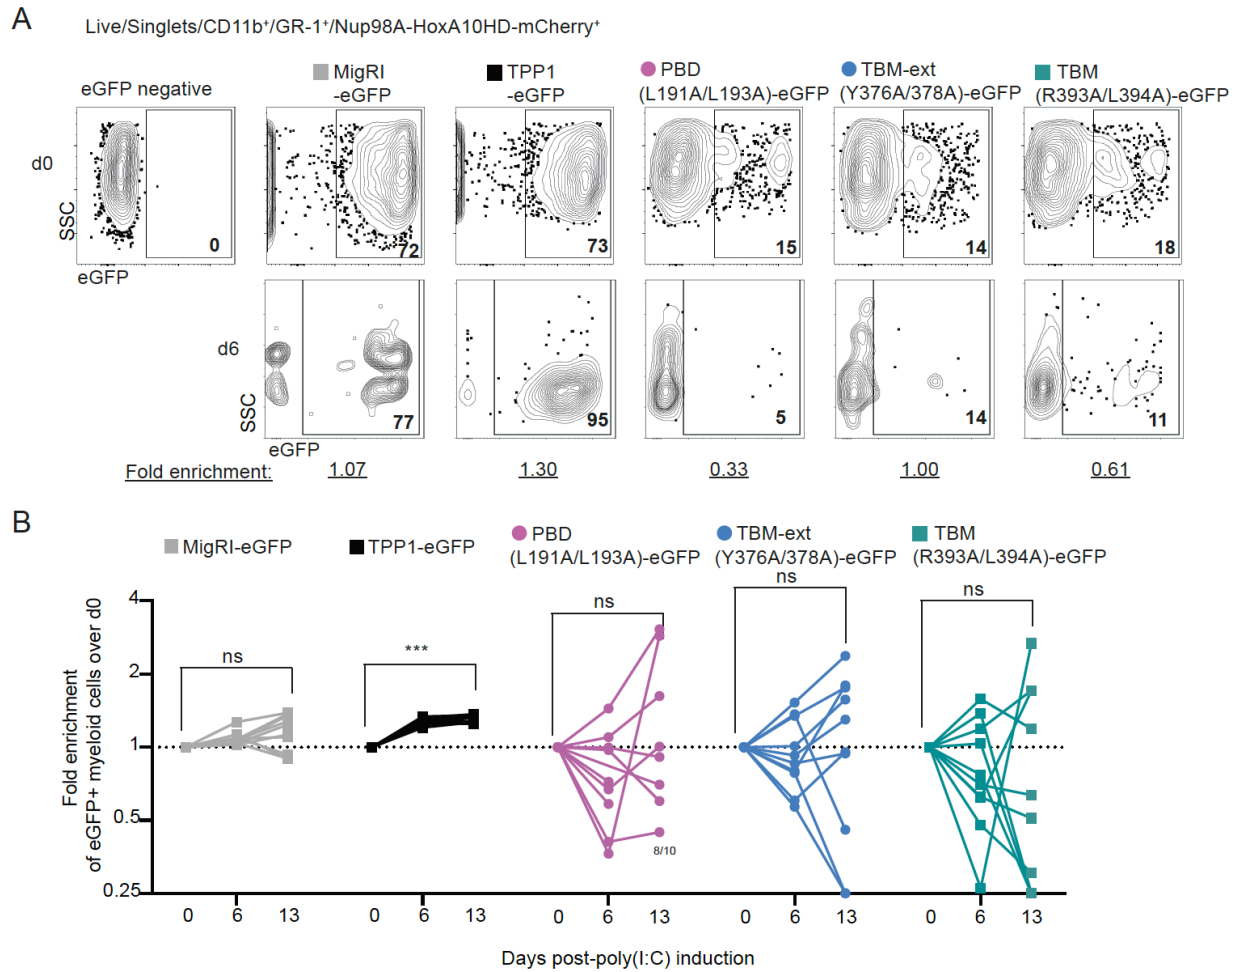 A
Live/Singlets/CD11b⁺/GR-1⁺/Nup98A-HoxA10HD-mCherry⁺
eGFP negative
MigRI
-eGFP
TPP1
-eGFP
PBD
(L191A/L193A)-eGFP
TBM-ext
(Y376A/378A)-eGFP
TBM
(R393A/L394A)-eGFP
d0
SSC
0
72
73
15
14
18
eGFP
d6
SSC
77
95
5
14
11
eGFP
Fold enrichment:
1.07
1.30
0.33
1.00
0.61
B
MigRI-eGFP
TPP1-eGFP
PBD
(L191A/L193A)-eGFP
TBM-ext
(Y376A/378A)-eGFP
TBM
(R393A/L394A)-eGFP
Fold enrichment
of eGFP+ myeloid cells over d0
4
2
1
0.5
0.25
ns
***
ns
ns
ns
8/10
0 6 13
0 6 13
0 6 13
0 6 13
0 6 13
Days post-poly(I:C) induction